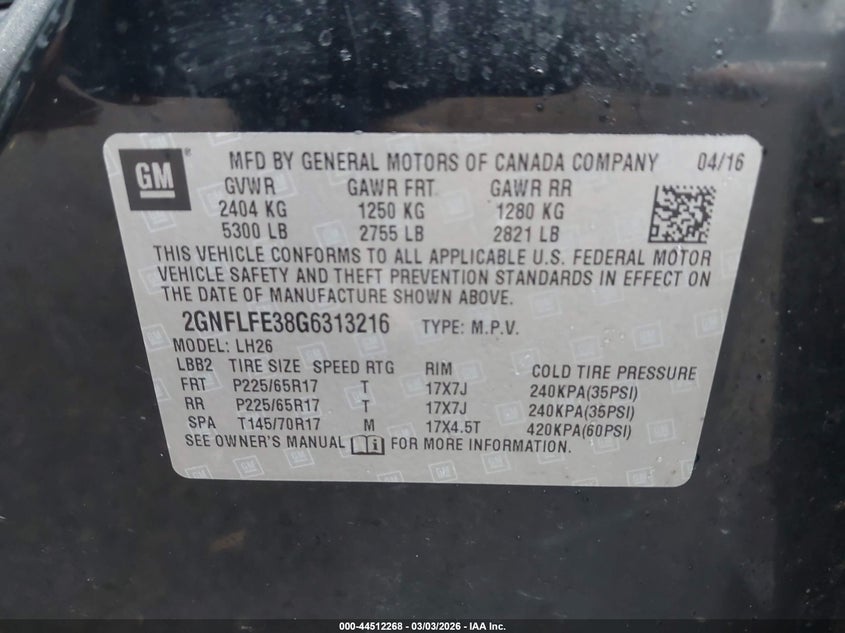 GM
MFD BY GENERAL MOTORS OF CANADA COMPANY 04/16
GVWR GAWR FRT. GAWR RR
2404 KG 1250 KG 1280 KG
5300 LB 2755 LB 2821 LB
THIS VEHICLE CONFORMS TO ALL APPLICABLE U.S. FEDERAL MOTOR
VEHICLE SAFETY AND THEFT PREVENTION STANDARDS IN EFFECT ON
THE DATE OF MANUFACTURE SHOWN ABOVE.
2GNFLFE38G6313216 TYPE: M.P.V.
MODEL: LH26
LBB2 TIRE SIZE SPEED RTG RIM COLD TIRE PRESSURE
FRT P225/65R17 T 17X7J 240KPA(35PSI)
RR P225/65R17 T 17X7J 240KPA(35PSI)
SPA T145/70R17 M 17X4.5T 420KPA(60PSI)
SEE OWNER'S MANUAL FOR MORE INFORMATION.
000-44512268 - 03/03/2026 - IAA Inc.